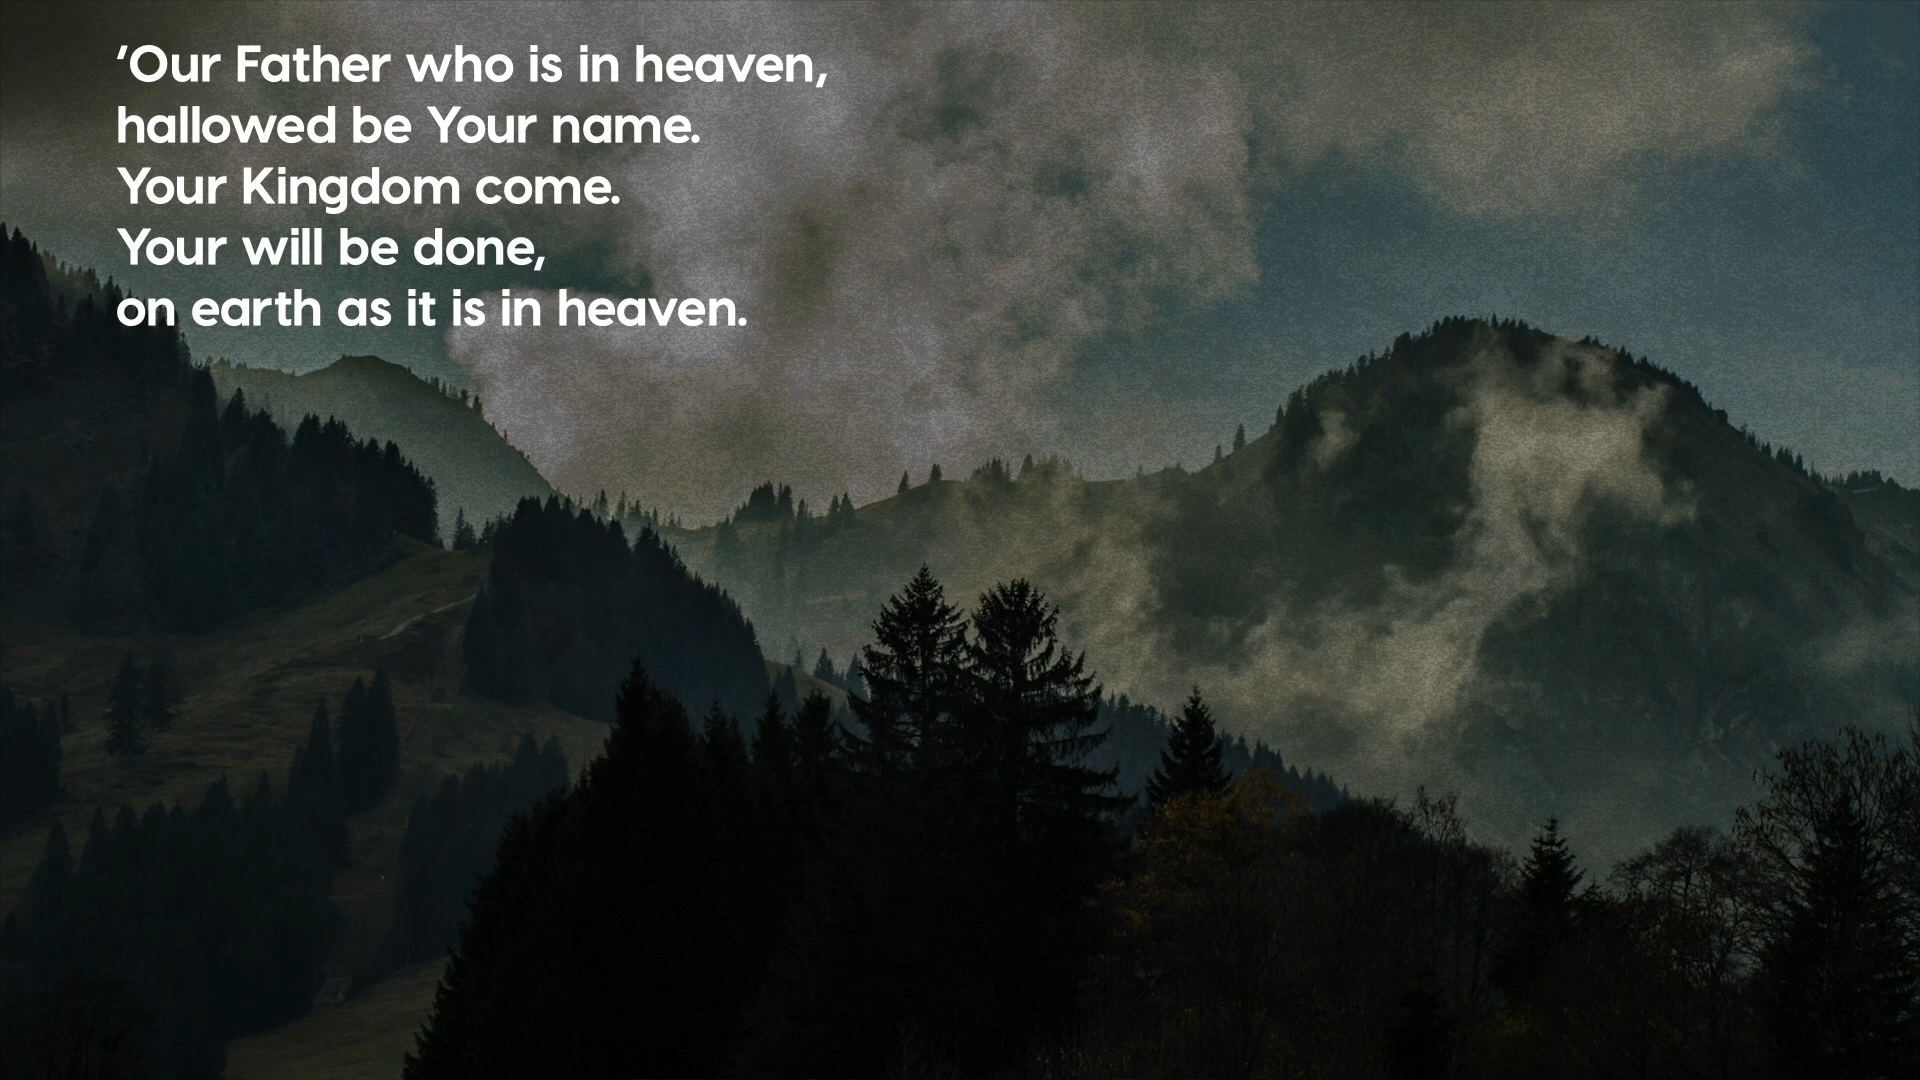 ’Our Father who is in heaven,
hallowed be Your name.
Your Kingdom come.
Your will be done,
on earth as it is in heaven.